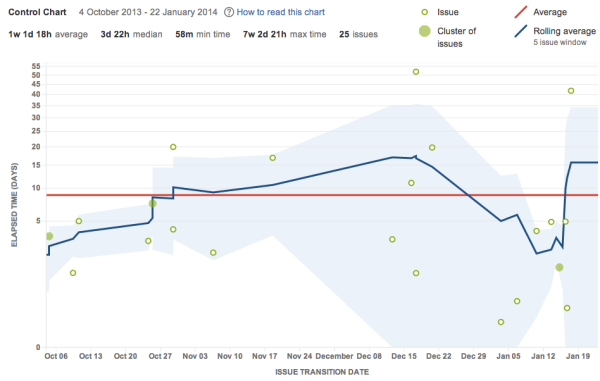 Control Chart 4 October 2013 - 22 January 2014 ? How to read this chart
1w 1d 18h average 3d 22h median 58m min time 7w 2d 21h max time 25 issues
Issue
Cluster of
issues
Average
Rolling average
5 issue window
ELAPSED TIME (DAYS)
55
50
45
40
35
30
25
20
15
10
5
0
Oct 06 Oct 13 Oct 20 Oct 27 Nov 03 Nov 10 Nov 17 Nov 24 December Dec 08 Dec 15 Dec 22 Dec 29 Jan 05 Jan 12 Jan 19
ISSUE TRANSITION DATE